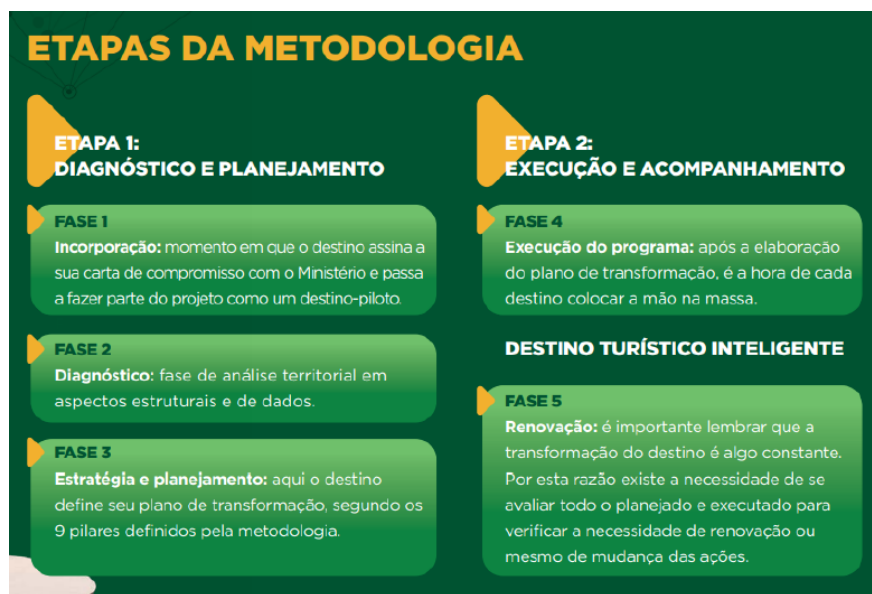 ETAPAS DA METODOLOGIA
ETAPA 1:
DIAGNÓSTICO E PLANEJAMENTO
FASE 1
Incorporação: momento em que o destino assina a
sua carta de compromisso com o Ministério e passa
a fazer parte do projeto como um destino-piloto.
FASE 2
Diagnóstico: fase de análise territorial em
aspectos estruturais e de dados.
FASE 3
Estratégia e planejamento: aqui o destino
define seu plano de transformação, segundo os
9 pilares definidos pela metodologia.
ETAPA 2:
EXECUÇÃO E ACOMPANHAMENTO
FASE 4
Execução do programa: após a elaboração
do plano de transformação, é a hora de cada
destino colocar a mão na massa.
DESTINO TURÍSTICO INTELIGENTE
FASE 5
Renovação: é importante lembrar que a
transformação do destino é algo constante.
Por esta razão existe a necessidade de se
avaliar todo o planejado e executado para
verificar a necessidade de renovação ou
mesmo de mudança das ações.